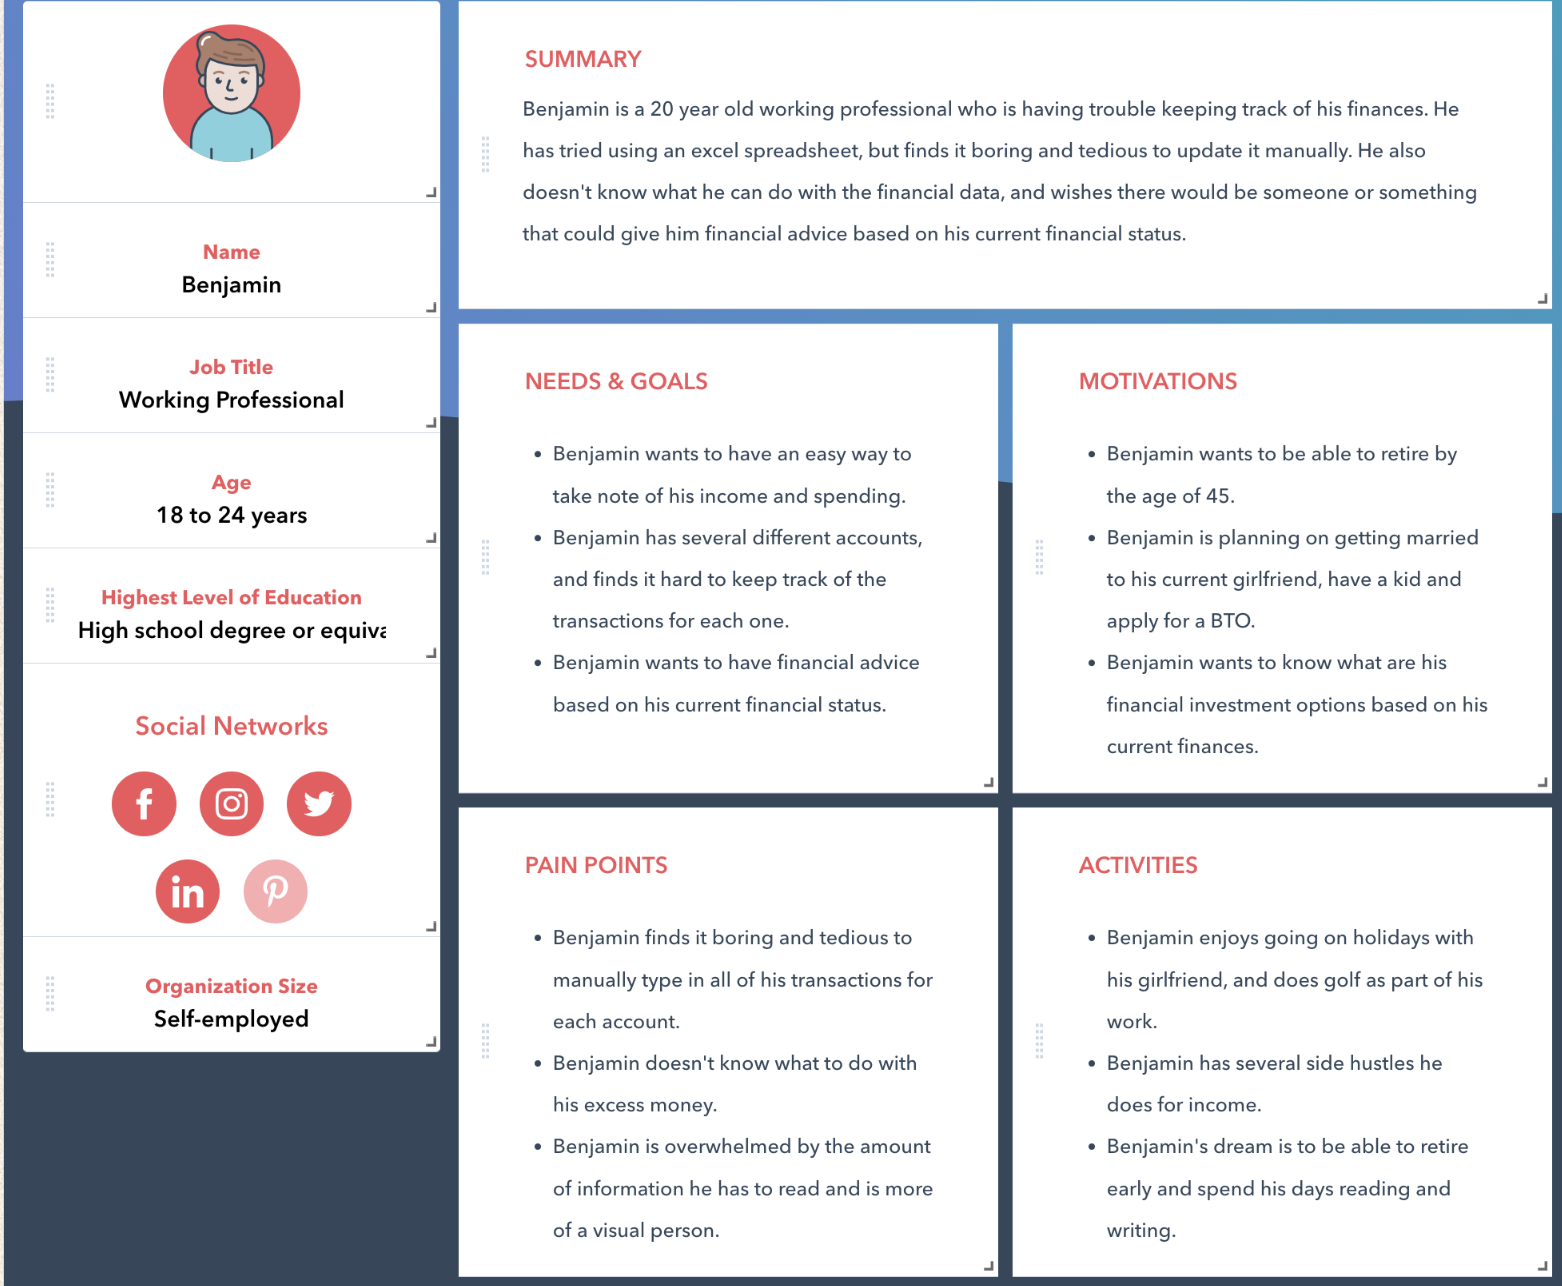 Name
Benjamin
Job Title
Working Professional
Age
18 to 24 years
Highest Level of Education
High school degree or equiva
Social Networks
f
in
Organization Size
Self-employed
SUMMARY
Benjamin is a 20 year old working professional who is having trouble keeping track of his finances. He
has tried using an excel spreadsheet, but finds it boring and tedious to update it manually. He also
doesn't know what he can do with the financial data, and wishes there would be someone or something
that could give him financial advice based on his current financial status.
NEEDS & GOALS
• Benjamin wants to have an easy way to
take note of his income and spending.
• Benjamin has several different accounts,
and finds it hard to keep track of the
transactions for each one.
• Benjamin wants to have financial advice
based on his current financial status.
MOTIVATIONS
• Benjamin wants to be able to retire by
the age of 45.
• Benjamin is planning on getting married
to his current girlfriend, have a kid and
apply for a BTO.
• Benjamin wants to know what are his
financial investment options based on his
current finances.
PAIN POINTS
• Benjamin finds it boring and tedious to
manually type in all of his transactions for
each account.
• Benjamin doesn't know what to do with
his excess money.
• Benjamin is overwhelmed by the amount
of information he has to read and is more
of a visual person.
ACTIVITIES
• Benjamin enjoys going on holidays with
his girlfriend, and does golf as part of his
work.
• Benjamin has several side hustles he
does for income.
• Benjamin's dream is to be able to retire
early and spend his days reading and
writing.